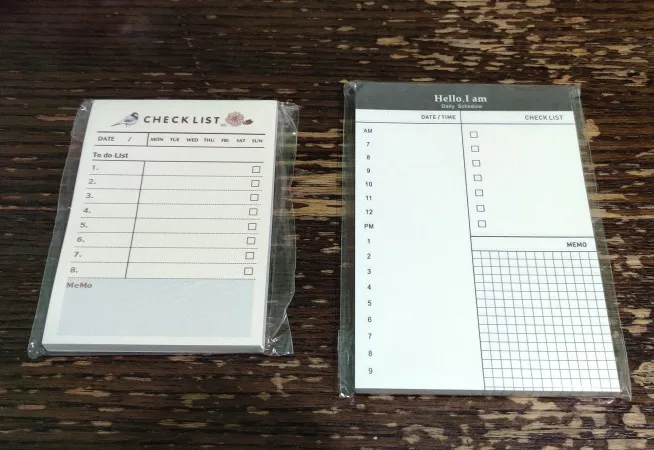 CHECK LIST
DATE / MON TUE WED THU FRI SAT SUN
To do List
1.
2.
3.
4.
5.
6.
7.
8.
MeMo
Hello.I am
Daily Schedule
DATE / TIME
AM
7
8
9
10
11
12
PM
1
2
3
4
5
6
7
8
9
CHECK LIST
MEMO